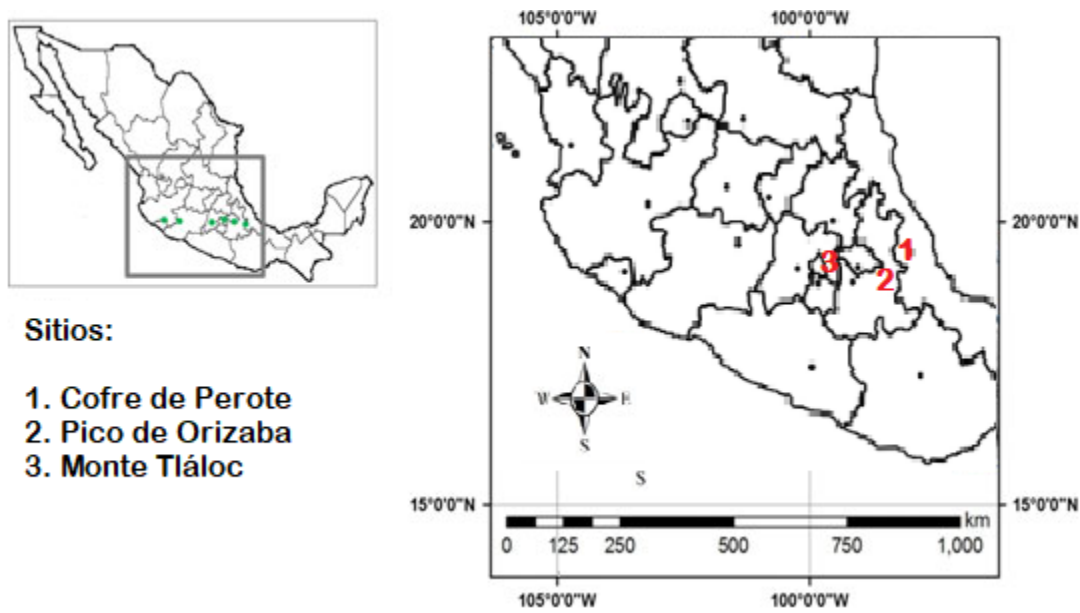 Sitios:
1. Cofre de Perote
2. Pico de Orizaba
3. Monte Tláloc
105°0'0"W 100°0'0"W
20°0'0"N 20°0'0"N
1
3
2
N
W E
S
S
15°0'0"N 15°0'0"N
km
0 125 250 500 750 1,000
105°0'0"W 100°0'0"W